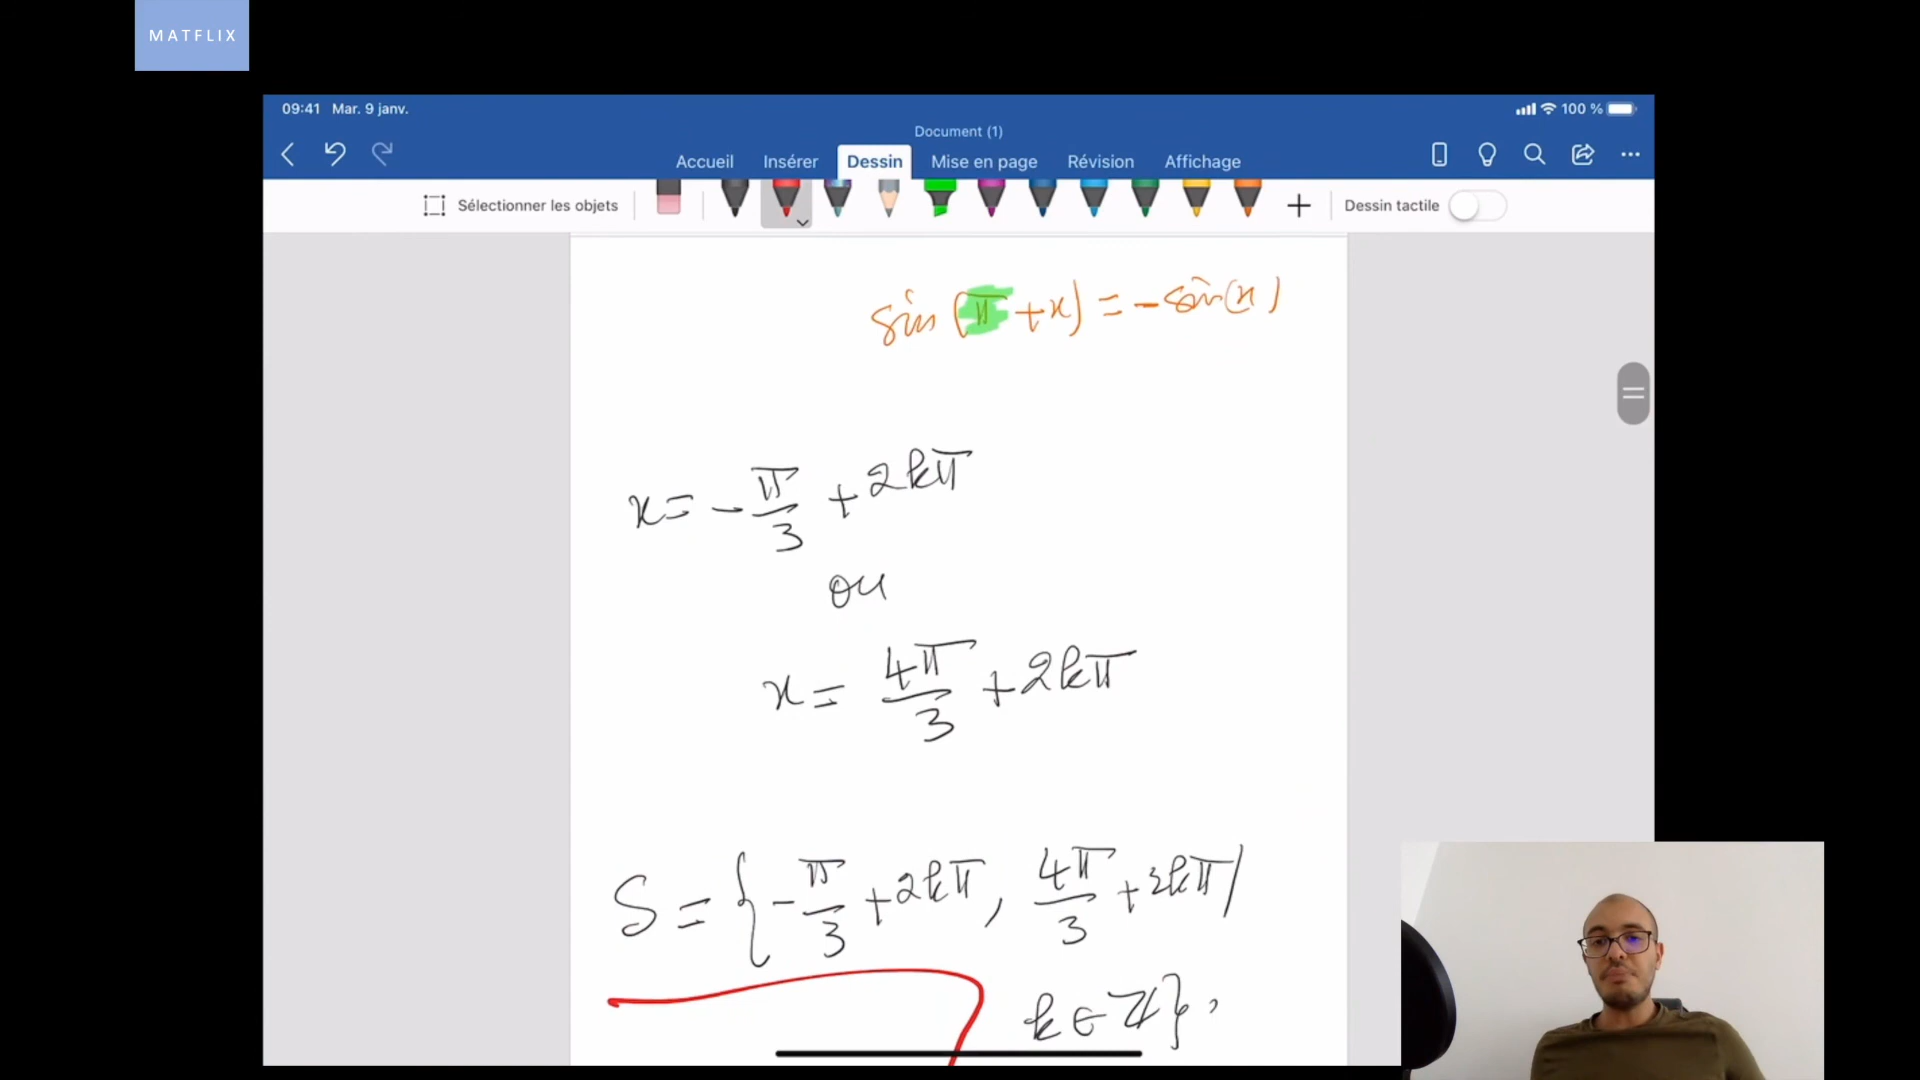 MATFLIX
09:41 Mar. 9 janv. 100 %
Document (1)
Accueil Insérer Dessin Mise en page Révision Affichage
Sélectionner les objets Dessin tactile
sin(π+x) = -sin(x)
x = -π/3 + 2kπ
ou
x = 4π/3 + 2kπ
S = {-π/3 + 2kπ, 4π/3 + 2kπ /
k ∈ ℤ},